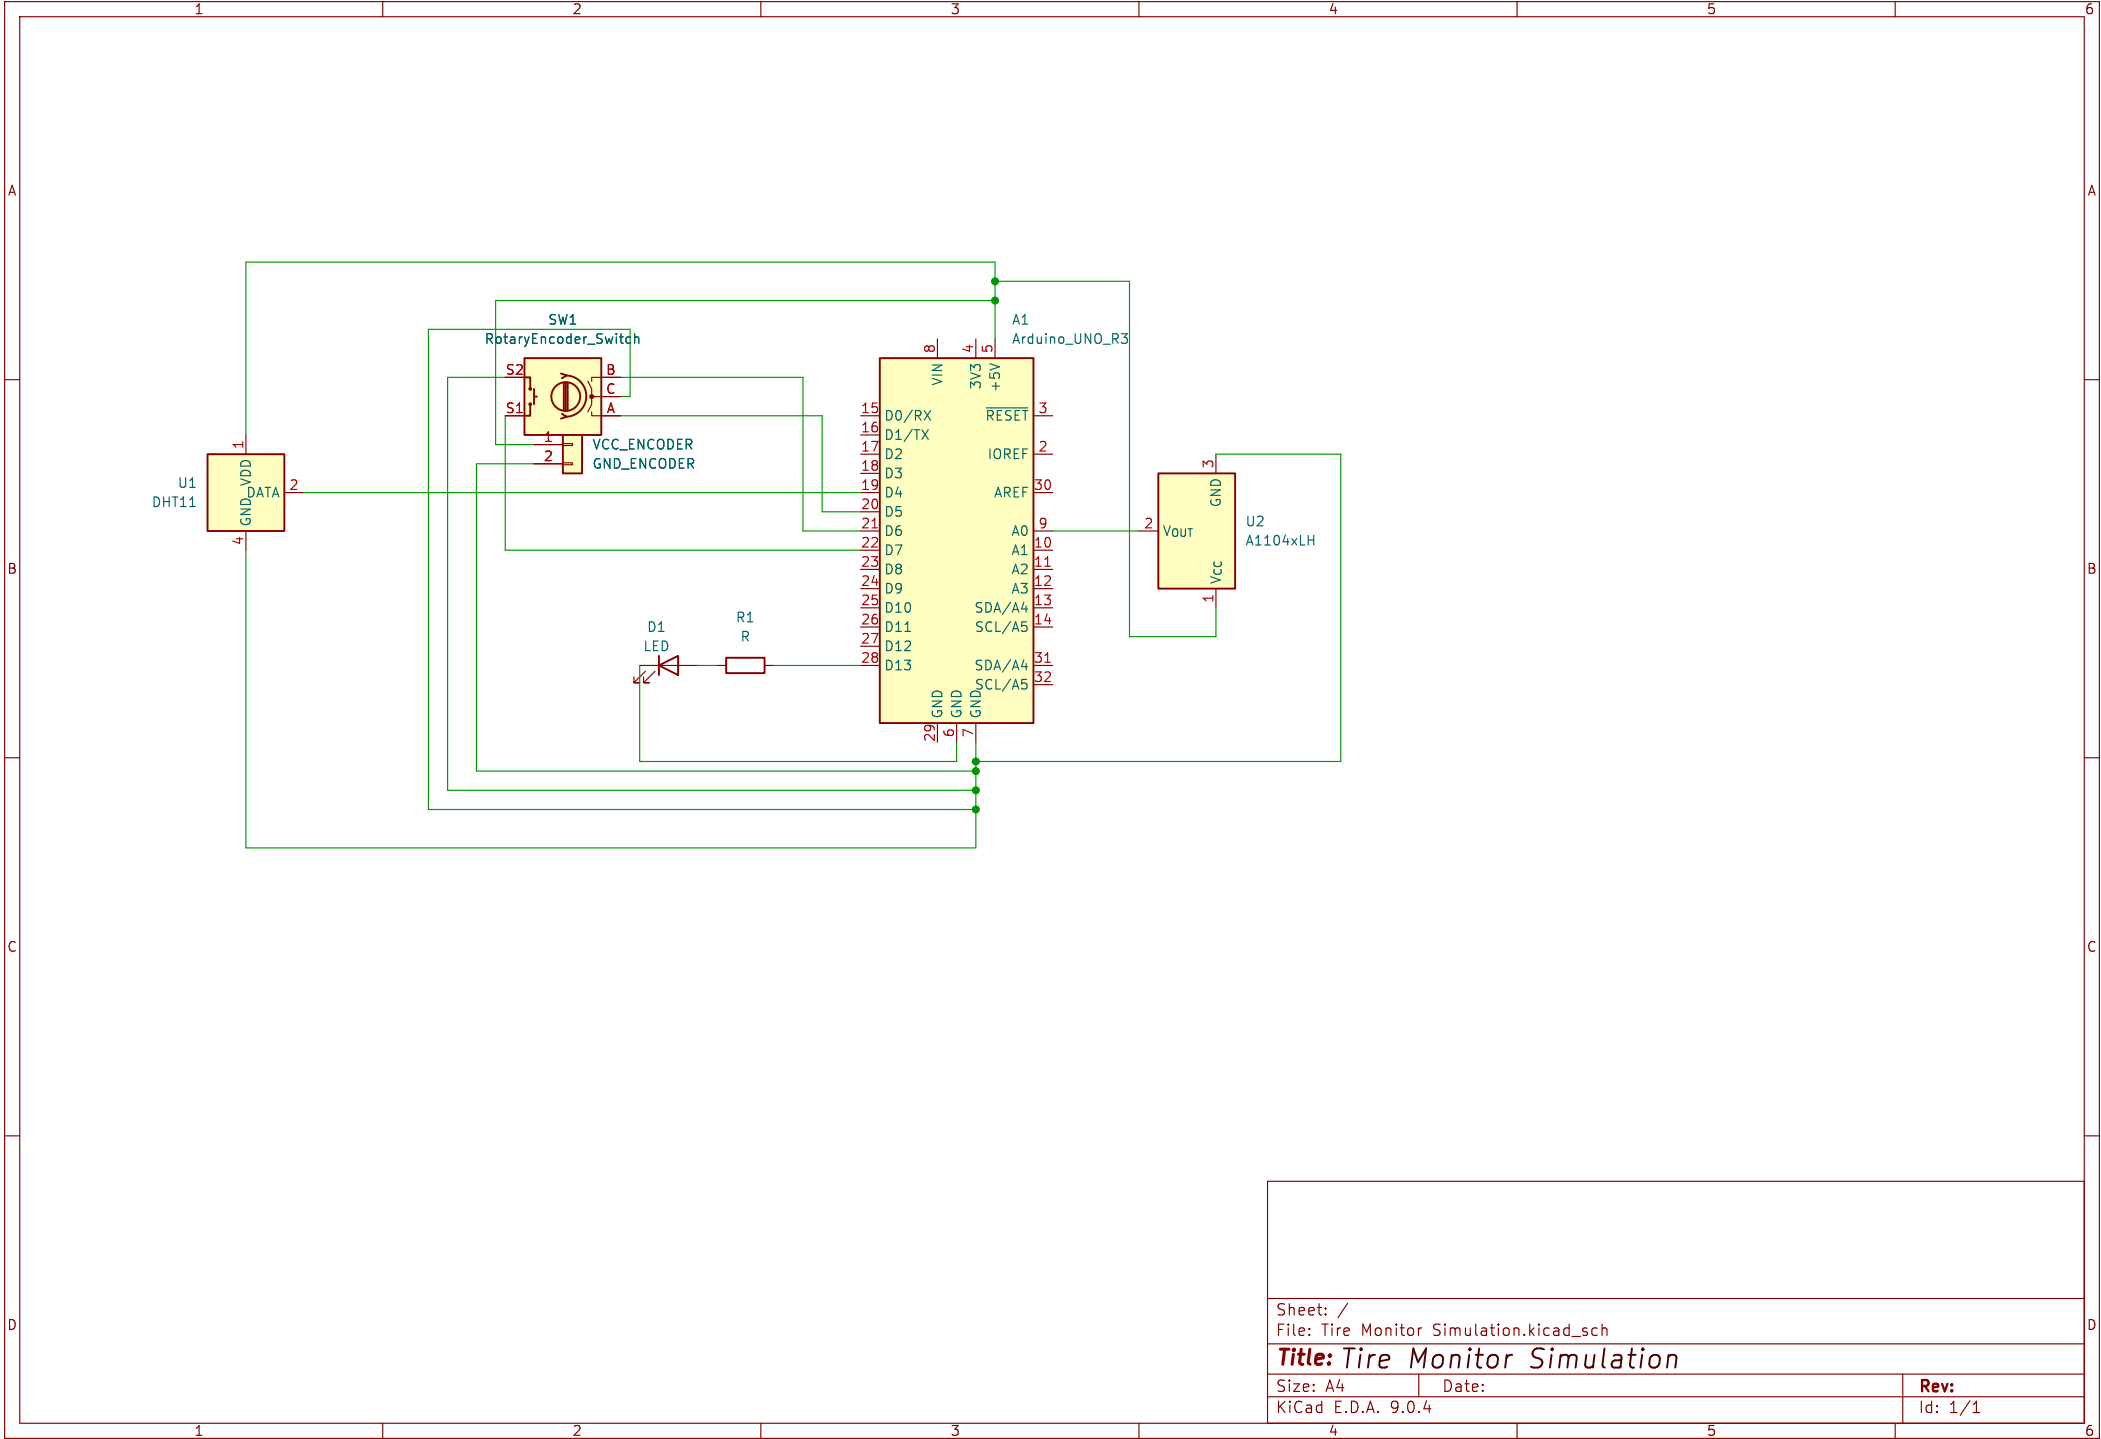 1 2 3 4 5 6
A A
B B
C C
D D
1 2 3 4 5 6
SW1
RotaryEncoder_Switch
S2
S1
B
C
A
1 VCC_ENCODER
2 GND_ENCODER
U1
DHT11
1
VDD
DATA 2
GND
4
D1
LED
R1
R
A1
Arduino_UNO_R3
8 4 5
VIN 3V3 +5V
15 D0/RX
16 D1/TX
17 D2
18 D3
19 D4
20 D5
21 D6
22 D7
23 D8
24 D9
25 D10
26 D11
27 D12
28 D13
RESET 3
IOREF 2
AREF 30
A0 9
A1 10
A2 11
A3 12
SDA/A4 13
SCL/A5 14
SDA/A4 31
SCL/A5 32
GND GND GND
29 6 7
3
GND
2 VOUT
VCC
1
U2
A1104xLH
Sheet: /
File: Tire Monitor Simulation.kicad_sch
Title: Tire Monitor Simulation
Size: A4 Date: Rev:
KiCad E.D.A. 9.0.4 Id: 1/1